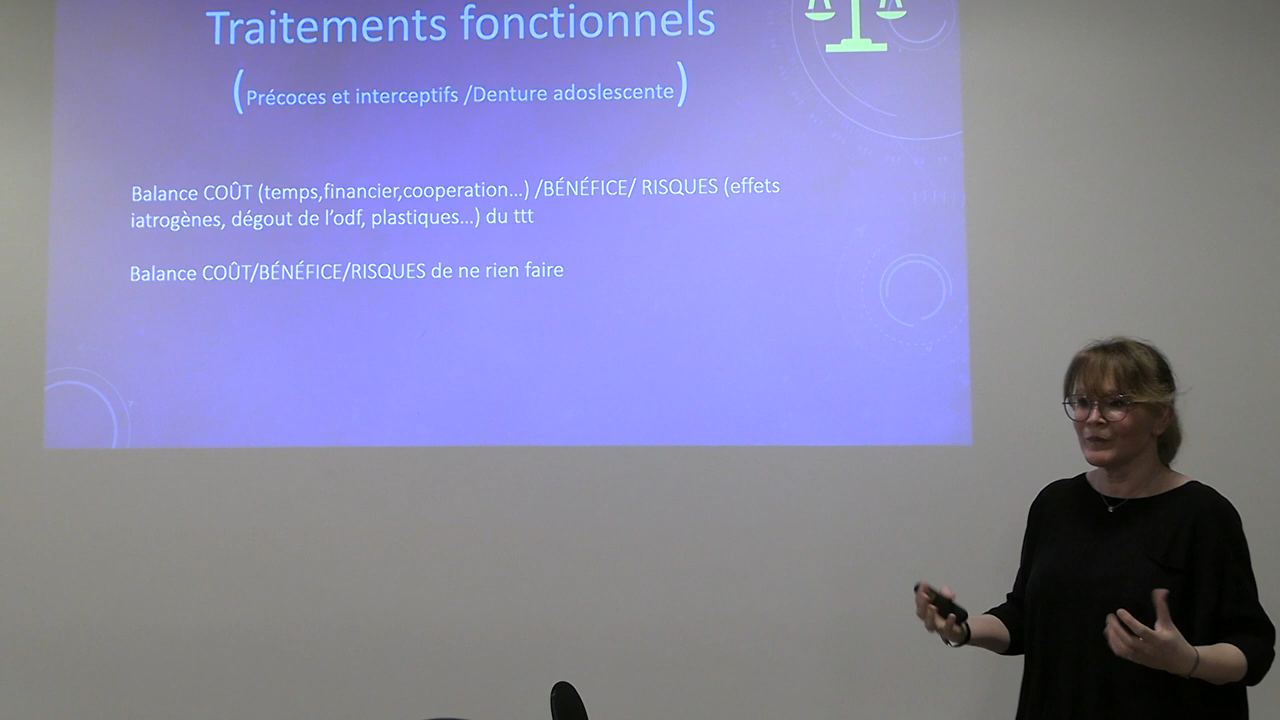 Traitements fonctionnels
(Précoces et interceptifs /Denture adoslescente)
Balance COÛT (temps,financier,cooperation...) /BÉNÉFICE/ RISQUES (effets
iatrogènes, dégout de l'odf, plastiques...) du ttt
Balance COÛT/BÉNÉFICE/RISQUES de ne rien faire